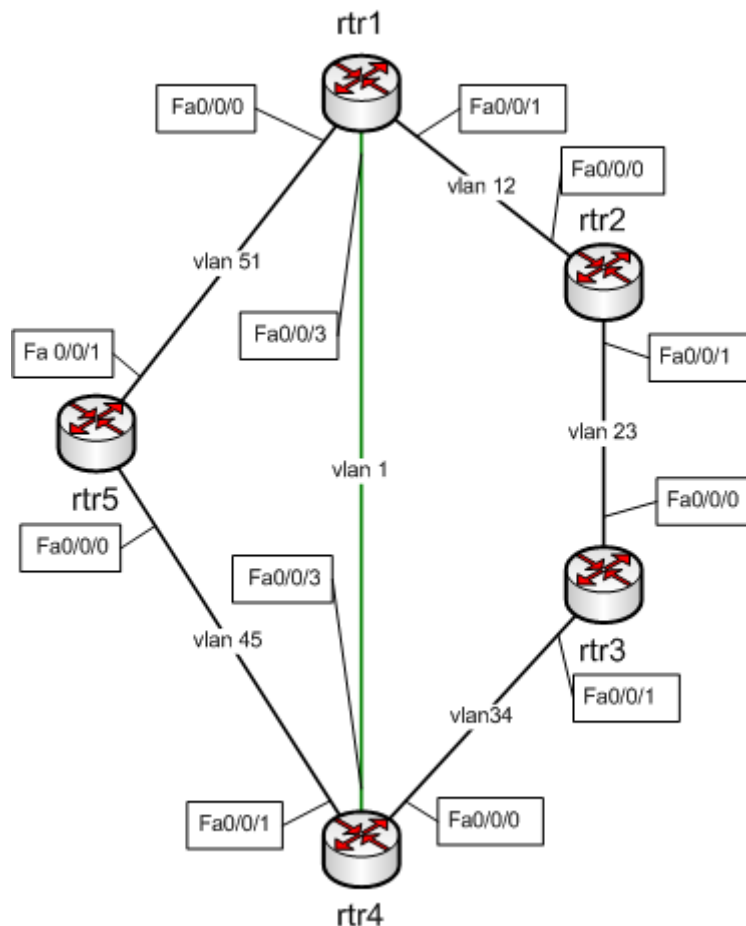 rtr1
Fa0/0/0
Fa0/0/1
vlan 12
Fa0/0/0
rtr2
vlan 51
Fa0/0/3
Fa 0/0/1
Fa0/0/1
vlan 23
vlan 1
rtr5
Fa0/0/0
Fa0/0/0
Fa0/0/3
vlan 45
rtr3
Fa0/0/1
vlan34
Fa0/0/1
Fa0/0/0
rtr4